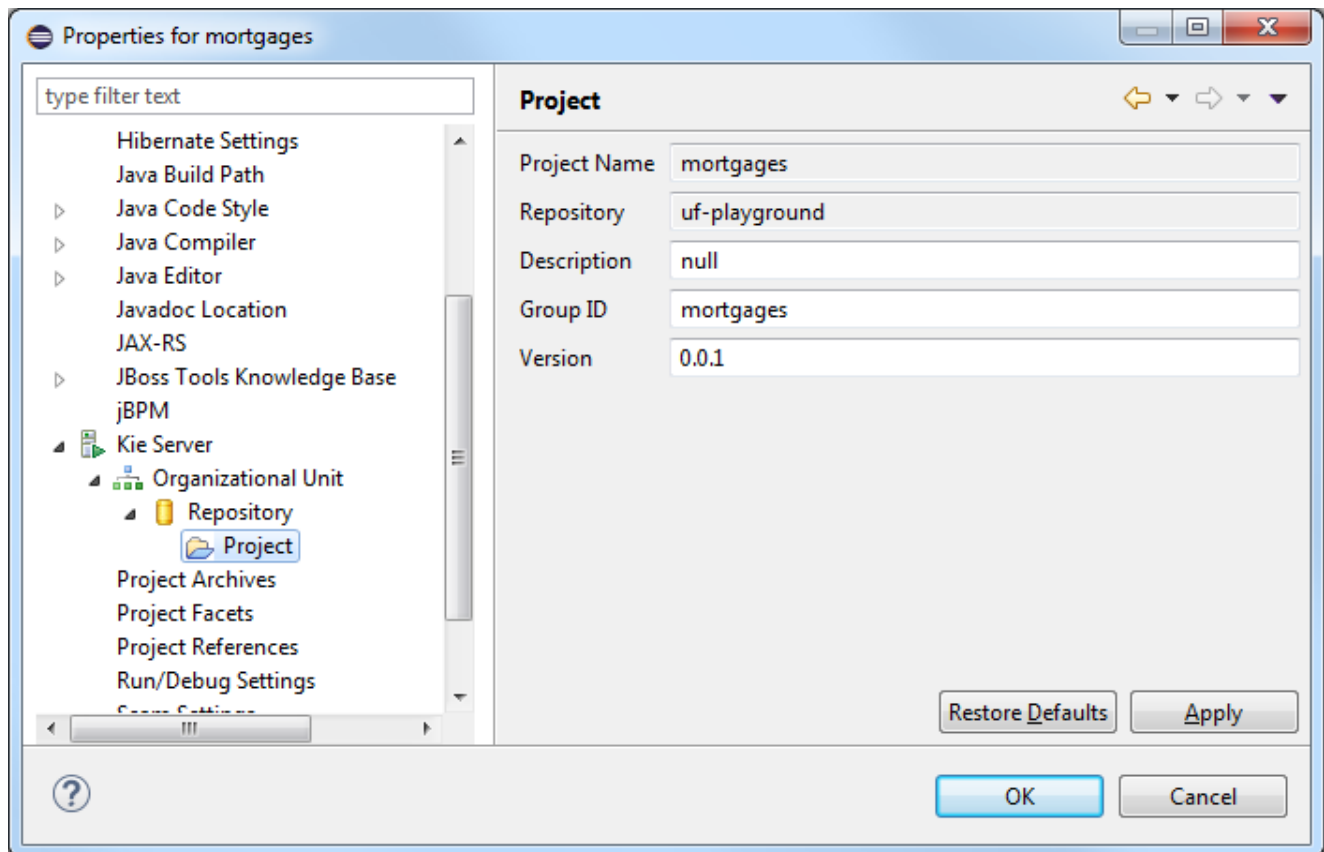 Properties for mortgages
type filter text
Hibernate Settings
Java Build Path
Java Code Style
Java Compiler
Java Editor
Javadoc Location
JAX-RS
JBoss Tools Knowledge Base
jBPM
Kie Server
Organizational Unit
Repository
Project
Project Archives
Project Facets
Project References
Run/Debug Settings
Project
Project Name mortgages
Repository uf-playground
Description null
Group ID mortgages
Version 0.0.1
Restore Defaults Apply
OK Cancel